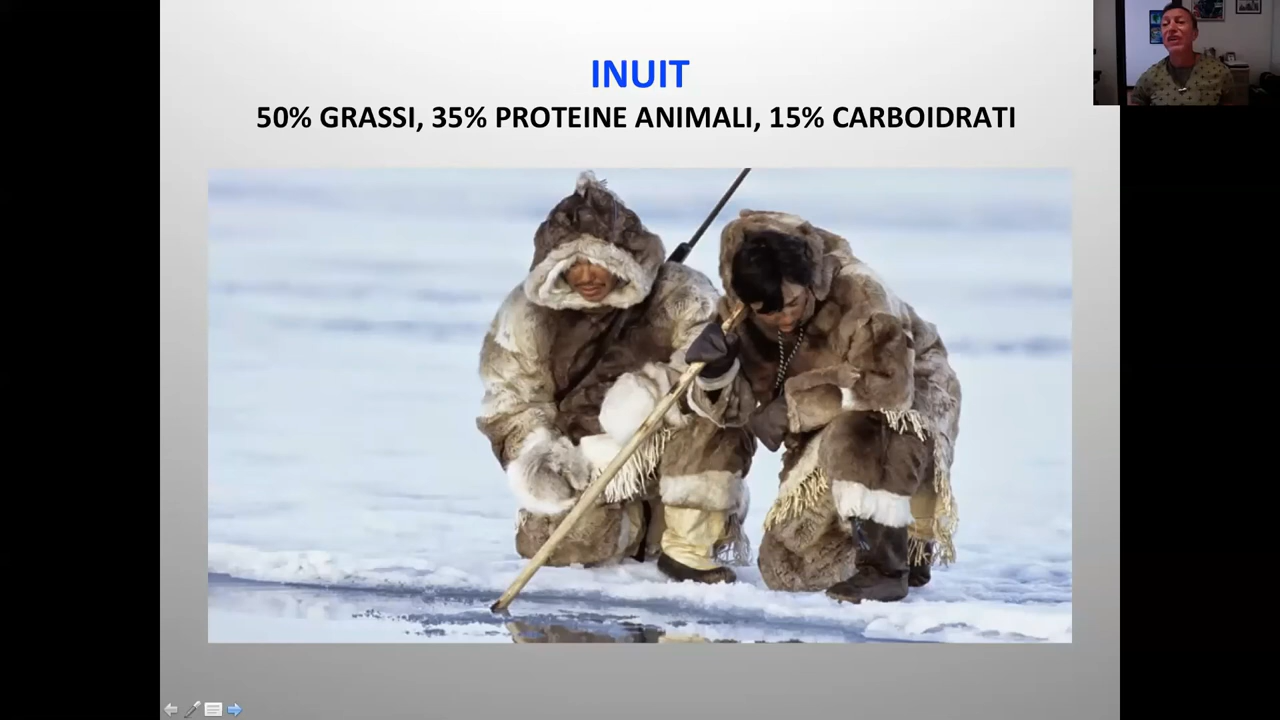 INUIT
50% GRASSI, 35% PROTEINE ANIMALI, 15% CARBOIDRATI